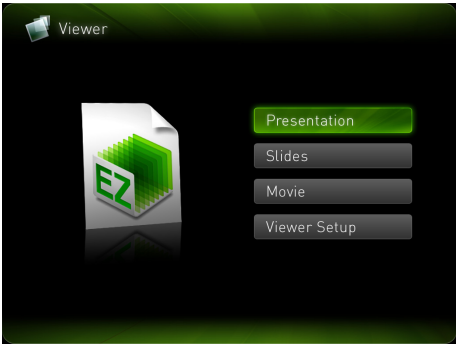 Viewer
EZ
Presentation
Slides
Movie
Viewer Setup